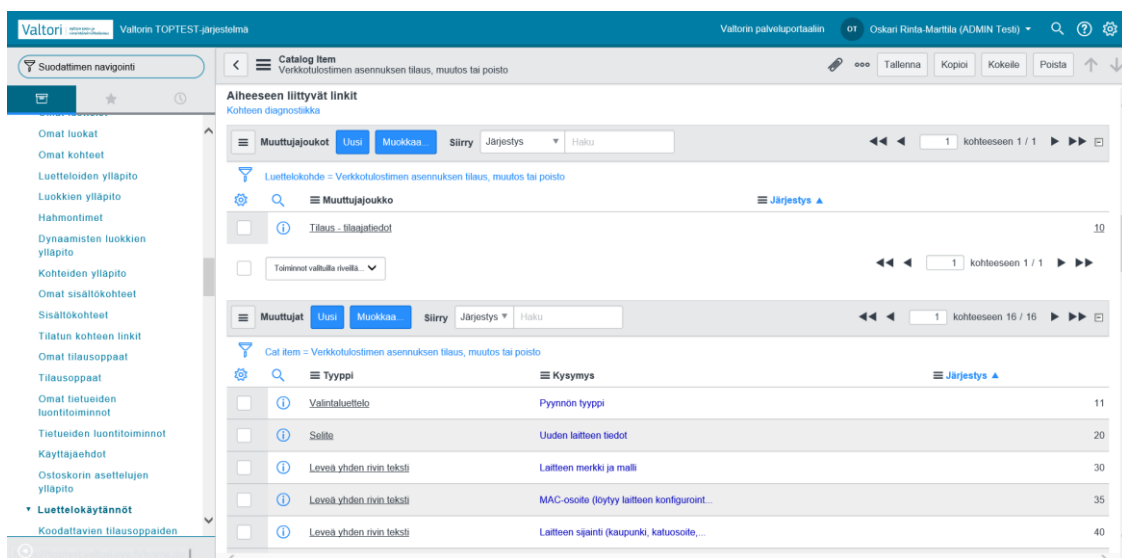 Valtori
Valtorin TOPTEST-järjestelmä
Valtorin palveluportaaliin
OT
Oskari Rinta-Marttila (ADMIN Testi)
Suodattimen navigointi
Omat luokat
Omat kohteet
Luetteloiden ylläpito
Luokkien ylläpito
Hahmontimet
Dynaamisten luokkien
ylläpito
Kohteiden ylläpito
Omat sisältökohteet
Sisältökohteet
Tilatun kohteen linkit
Omat tilausoppaat
Tilausoppaat
Omat tietueiden
luontitoiminnot
Tietueiden luontitoiminnot
Käyttäjäehdot
Ostoskorin asettelujen
ylläpito
Luettelokäytännöt
Koodattavien tilausoppaiden
Catalog Item
Verkkotulostimen asennuksen tilaus, muutos tai poisto
Tallenna
Kopioi
Kokeile
Poista
Aiheeseen liittyvät linkit
Kohteen diagnostiikka
Muuttujajoukot Uusi Muokkaa... Siirry Järjestys Haku 1 kohteeseen 1 / 1
Luettelokohde = Verkkotulostimen asennuksen tilaus, muutos tai poisto
Muuttujajoukko Järjestys
Tilaus - tilaajatiedot 10
Toiminnot valituilla riveillä... 1 kohteeseen 1 / 1
Muuttujat Uusi Muokkaa... Siirry Järjestys Haku 1 kohteeseen 16 / 16
Cat item = Verkkotulostimen asennuksen tilaus, muutos tai poisto
Tyyppi Kysymys Järjestys
Valintaluettelo Pyynnön tyyppi 11
Selite Uuden laitteen tiedot 20
Leveä yhden rivin teksti Laitteen merkki ja malli 30
Leveä yhden rivin teksti MAC-osoite (löytyy laitteen konfiguroint... 35
Leveä yhden rivin teksti Laitteen sijainti (kaupunki, katuosoite,... 40